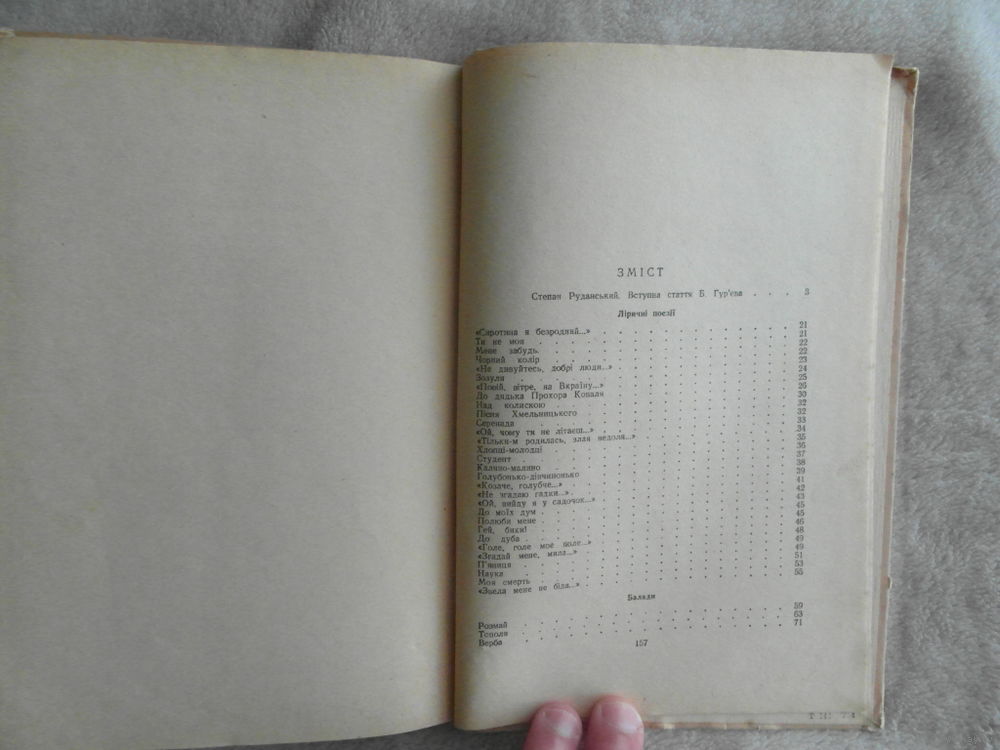 ЗМІСТ
Степан Руданський. Вступна стаття Б. Гур'єва . . . 3
Ліричні поезії
«Сиротина я безродний...» 21
Ти не моя 21
Мене забудь 22
Чорний колір 22
«Не дивуйтесь, добрі люди...» 23
Зозуля 24
«Повій, вітре, на Вкраїну...» 25
До дядька Прохора Коваля 26
Над колискою 30
Пісня Хмельницького 32
Серенада 32
«Ой, чому ти не літаєш...» 33
«Тільки-м родилась, злая недоля...» 34
Хлопці-молодці 35
Студент 36
Калино-малино 37
Голубонько-дівчинонько 38
«Козаче, голубче...» 39
«Не згадаю гадки...» 41
«Ой, вийду я у садочок...» 42
До моїх дум 43
Полюби мене 45
Гей, бики! 45
До дуба 46
«Голе, голе моє поле...» 48
«Згадай мене, мила...» 49
П'яниця 49
Наука 51
Моя смерть 53
«Звела мене не біда...» 55
Балади
Розмай 59
Тополя 63
Верба 71
157